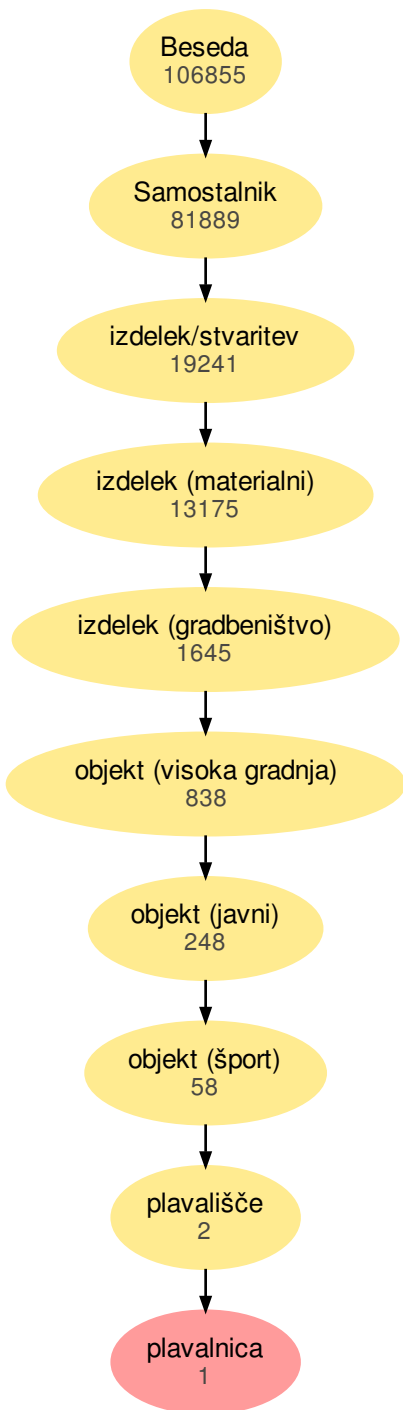 Beseda
106855
Samostalnik
81889
izdelek/stvaritev
19241
izdelek (materialni)
13175
izdelek (gradbeništvo)
1645
objekt (visoka gradnja)
838
objekt (javni)
248
objekt (šport)
58
plavališče
2
plavalnica
1